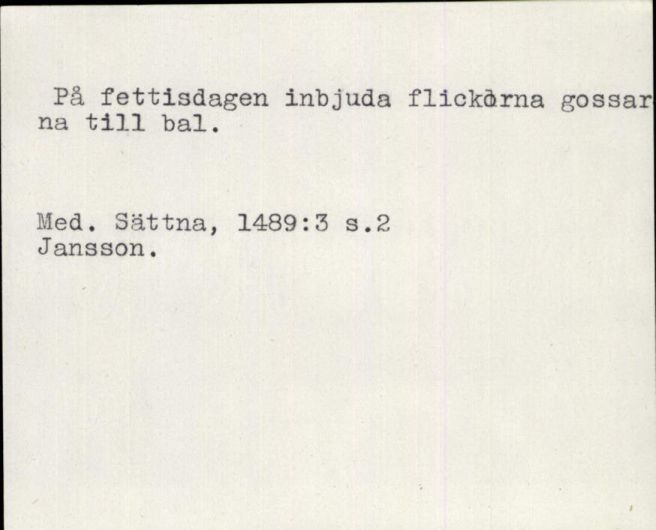 På fettisdagen inbjuda flickorna gossar
na till bal.
Med. Sättna, 1489:3 s.2
Jansson.